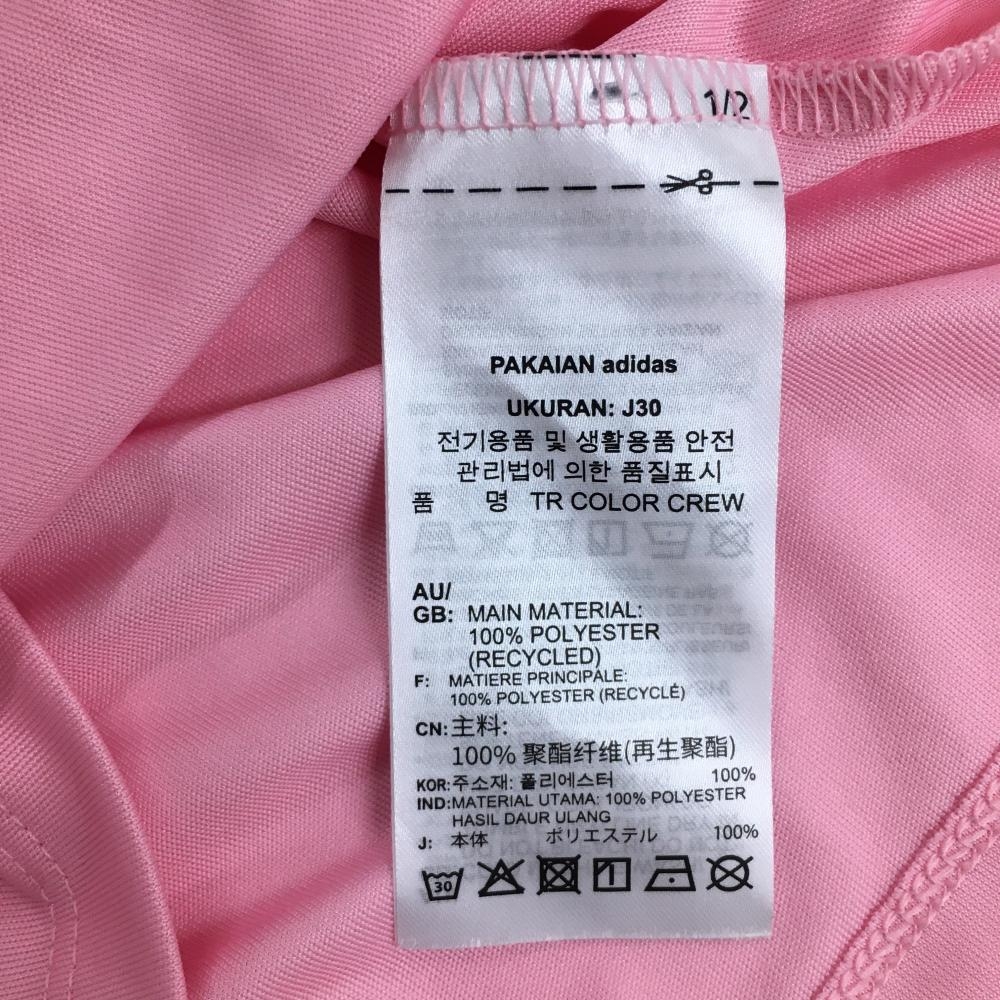 1/2
PAKAIAN adidas
UKURAN: J30
전기용품 및 생활용품 안전
관리법에 의한 품질표시
품 명 TR COLOR CREW
AU/
GB: MAIN MATERIAL:
100% POLYESTER
(RECYCLED)
F: MATIERE PRINCIPALE:
100% POLYESTER (RECYCLÉ)
CN: 主料:
100% 聚酯纤维(再生聚酯)
KOR: 주소재: 폴리에스터 100%
IND: MATERIAL UTAMA: 100% POLYESTER
HASIL DAUR ULANG
J: 本体 ポリエステル 100%
30